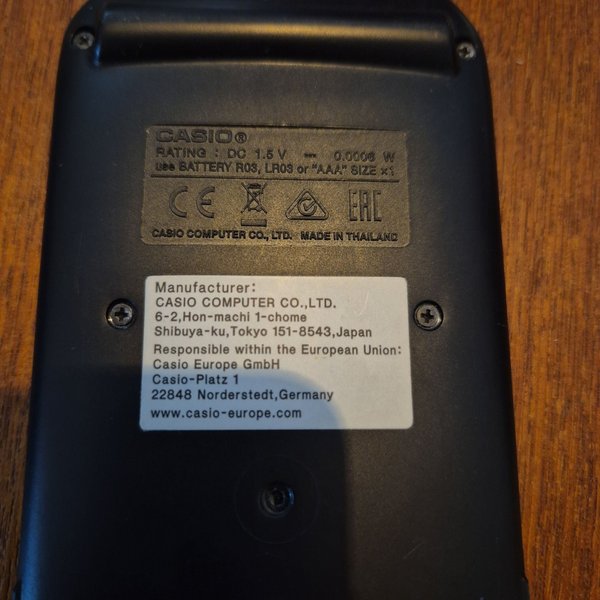 CASIO®
RATING : DC 1.5 V ⎓ 0.0006 W
use BATTERY R03, LR03 or "AAA" SIZE ×1
CE EAC
CASIO COMPUTER CO., LTD. MADE IN THAILAND
Manufacturer:
CASIO COMPUTER CO.,LTD.
6-2,Hon-machi 1-chome
Shibuya-ku,Tokyo 151-8543,Japan
Responsible within the European Union:
Casio Europe GmbH
Casio-Platz 1
22848 Norderstedt,Germany
www.casio-europe.com